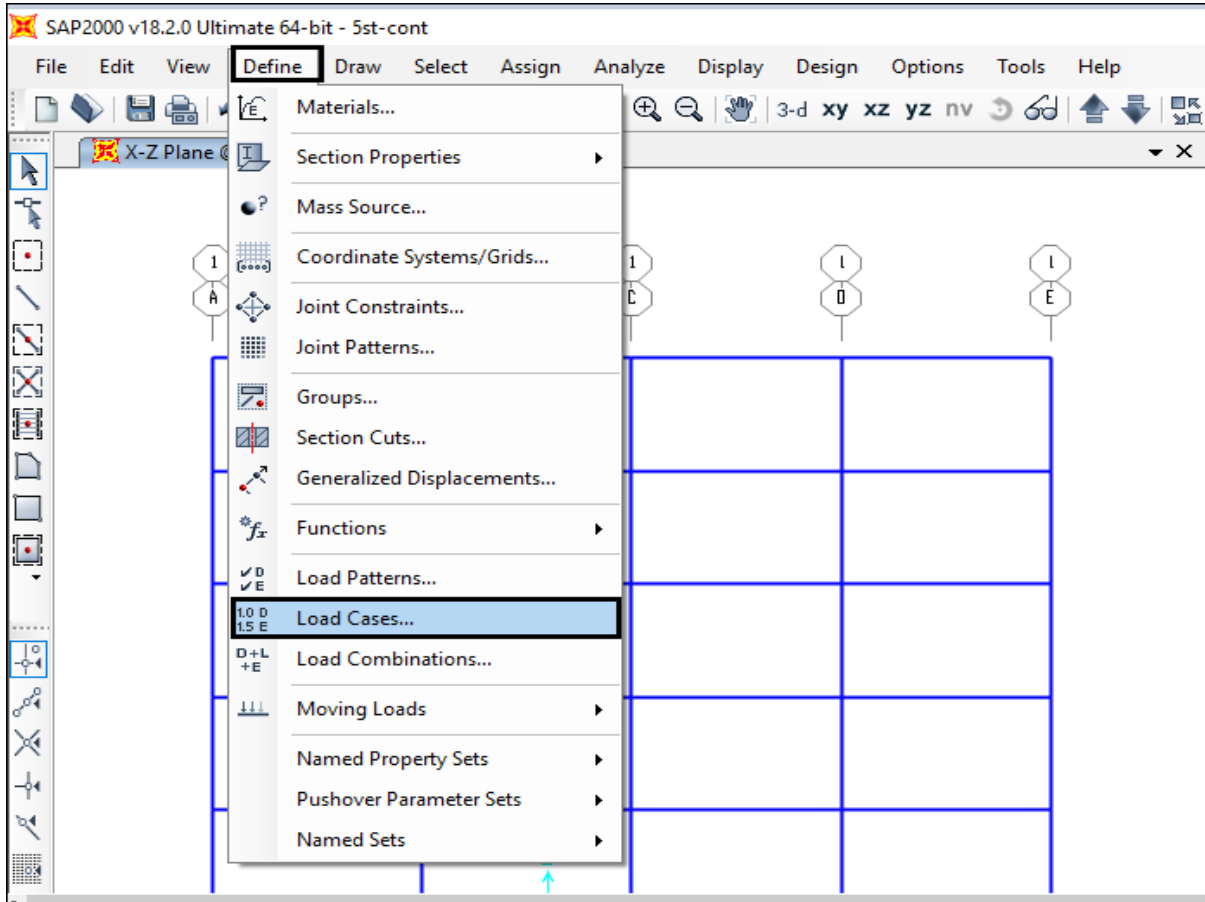 SAP2000 v18.2.0 Ultimate 64-bit - 5st-cont
File Edit View Define Draw Select Assign Analyze Display Design Options Tools Help
3-d xy xz yz nv
X-Z Plane @
Materials...
Section Properties
Mass Source...
Coordinate Systems/Grids...
Joint Constraints...
Joint Patterns...
Groups...
Section Cuts...
Generalized Displacements...
fx Functions
D E Load Patterns...
1.0 D 1.5 E Load Cases...
D+L +E Load Combinations...
Moving Loads
Named Property Sets
Pushover Parameter Sets
Named Sets
1 1 1 1
A C D E